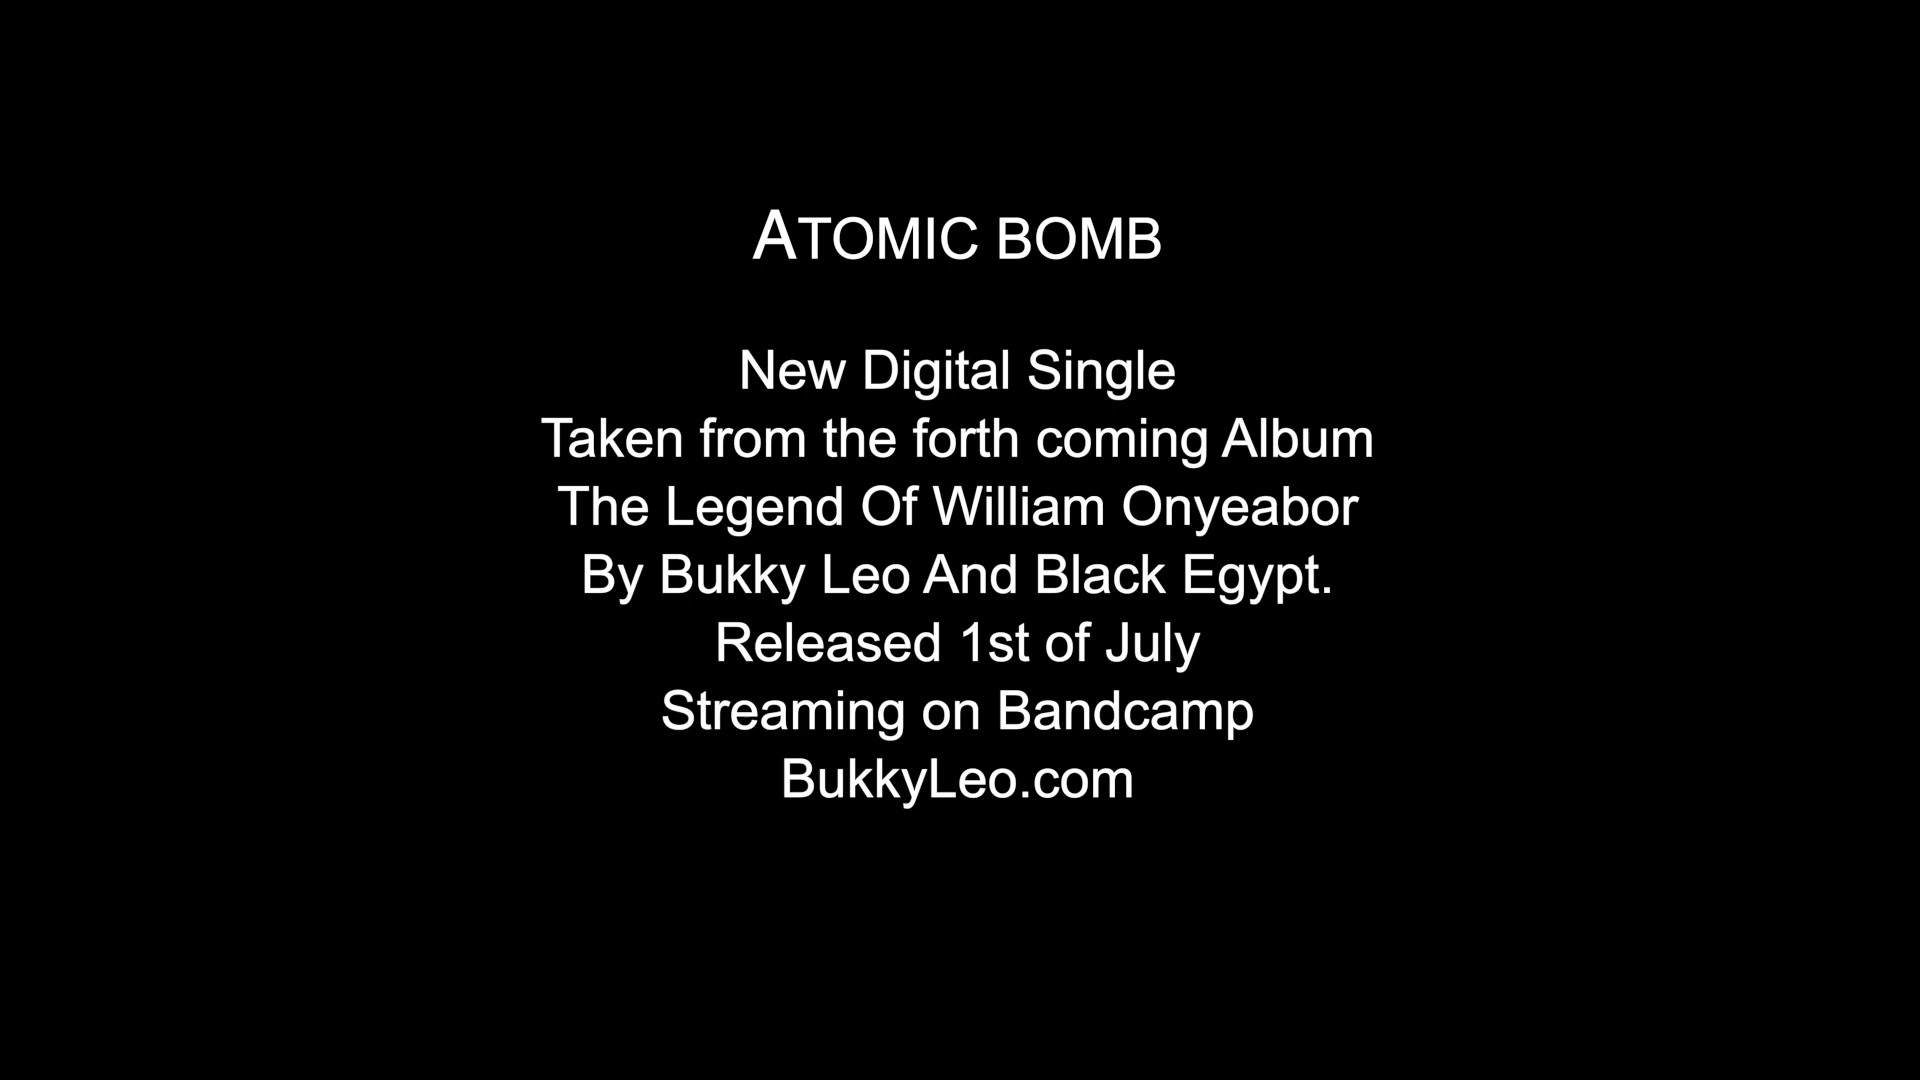 ATOMIC BOMB
New Digital Single
Taken from the forth coming Album
The Legend Of William Onyeabor
By Bukky Leo And Black Egypt.
Released 1st of July
Streaming on Bandcamp
BukkyLeo.com